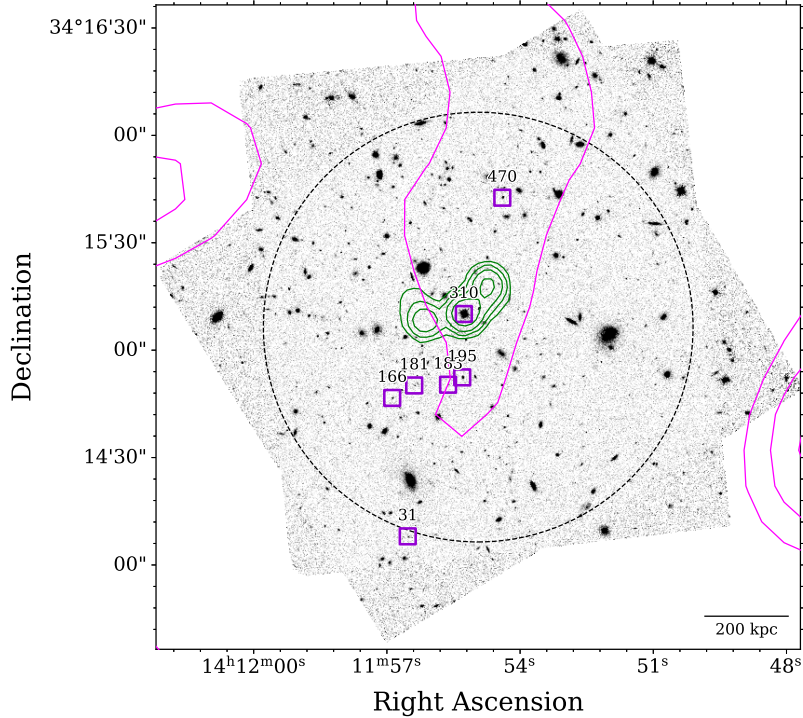 34°16'30"
00"
15'30"
00"
14'30"
00"
Declination
470
310
195
183
181
166
31
200 kpc
14ʰ12ᵐ00ˢ
11ᵐ57ˢ
54ˢ
51ˢ
48ˢ
Right Ascension